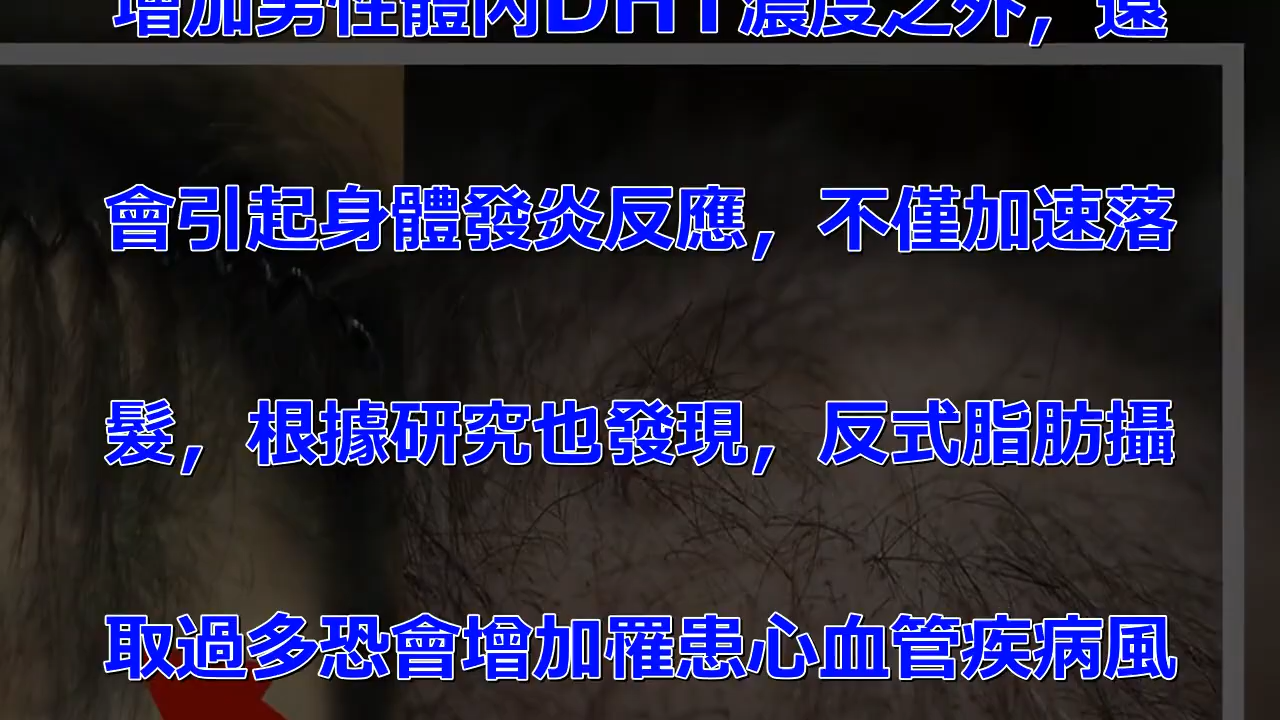 增加男性體內DHT濃度之外，還
會引起身體發炎反應，不僅加速落
髮，根據研究也發現，反式脂肪攝
取過多恐會增加罹患心血管疾病風